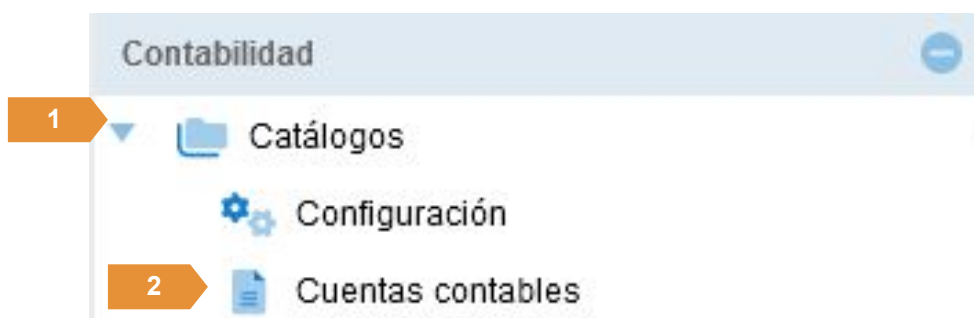 Contabilidad
1 Catálogos
Configuración
2 Cuentas contables